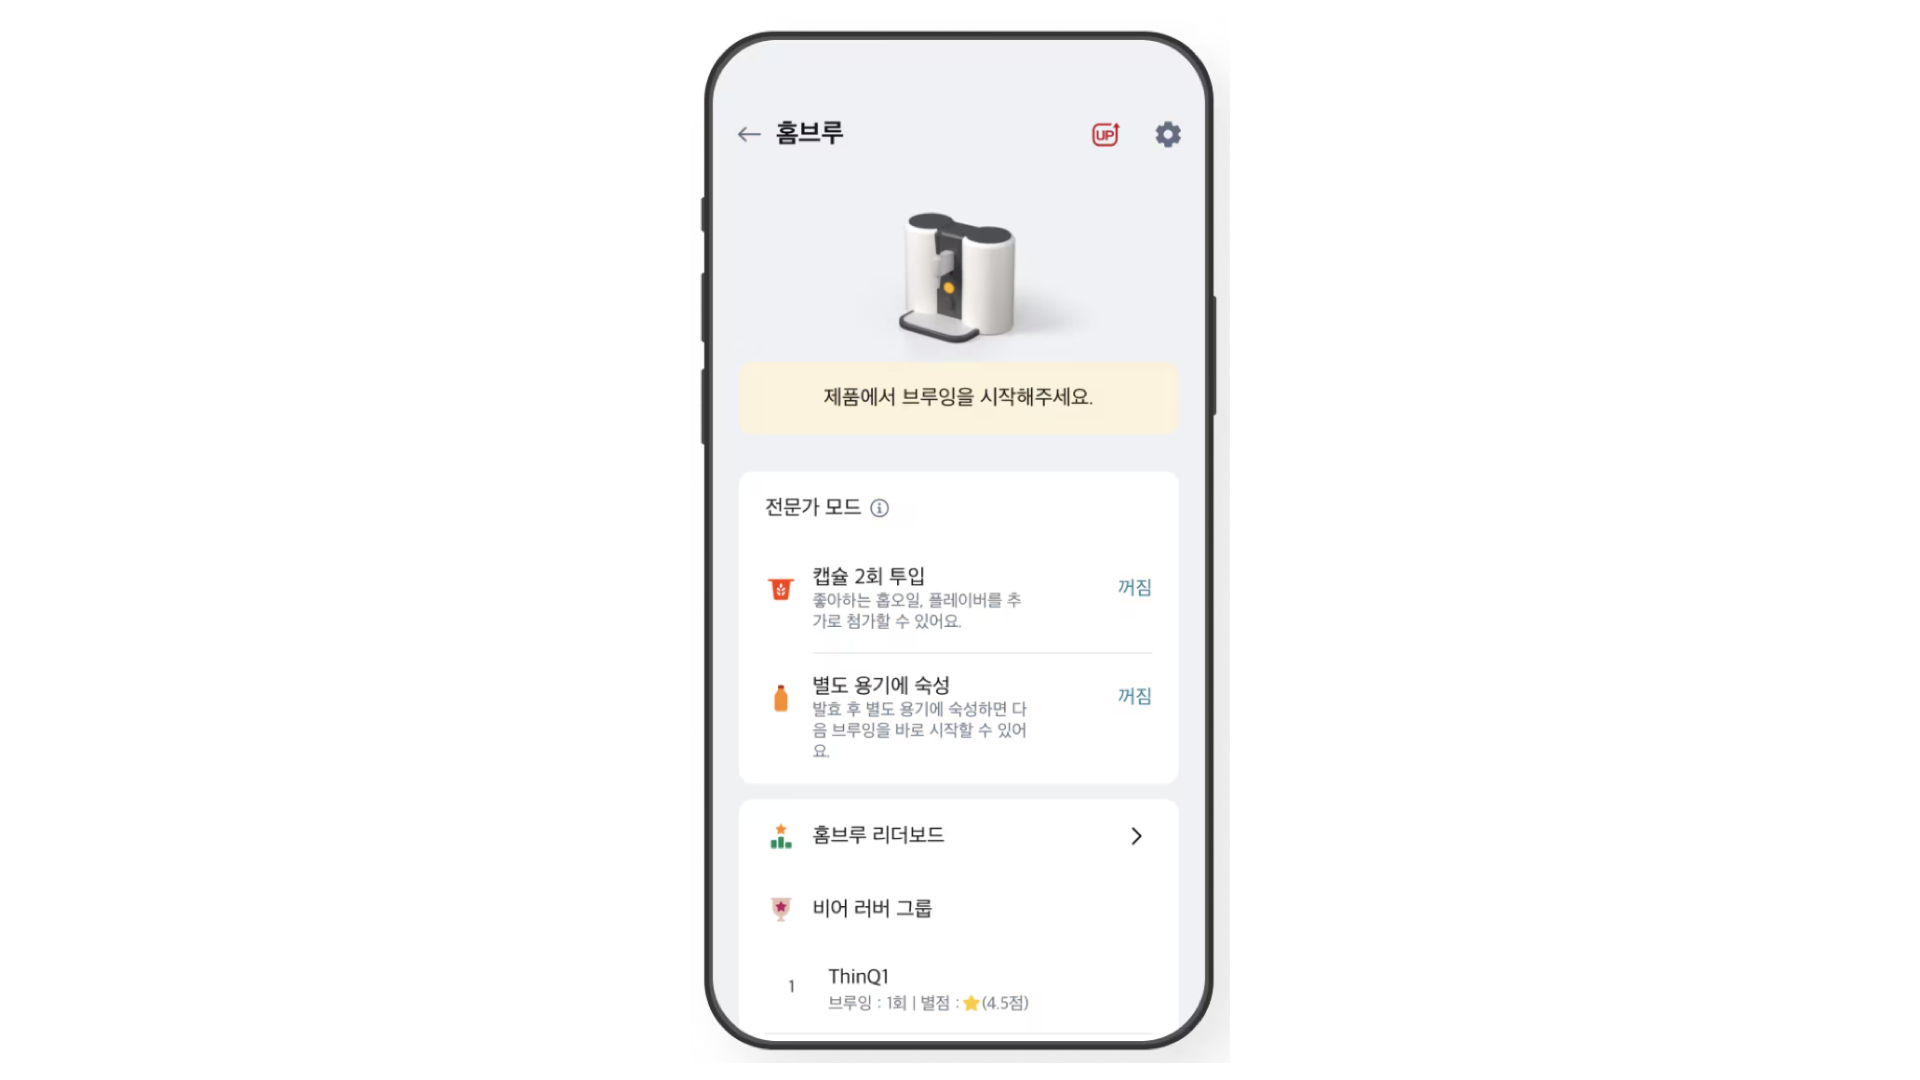 홈브루
UP
제품에서 브루잉을 시작해주세요.
전문가 모드
캡슐 2회 투입
꺼짐
좋아하는 홉오일, 플레이버를 추
가로 첨가할 수 있어요.
별도 용기에 숙성
꺼짐
발효 후 별도 용기에 숙성하면 다
음 브루잉을 바로 시작할 수 있어
요.
홈브루 리더보드
비어 러버 그룹
1
ThinQ1
브루잉 : 1회 | 별점 : ⭐(4.5점)